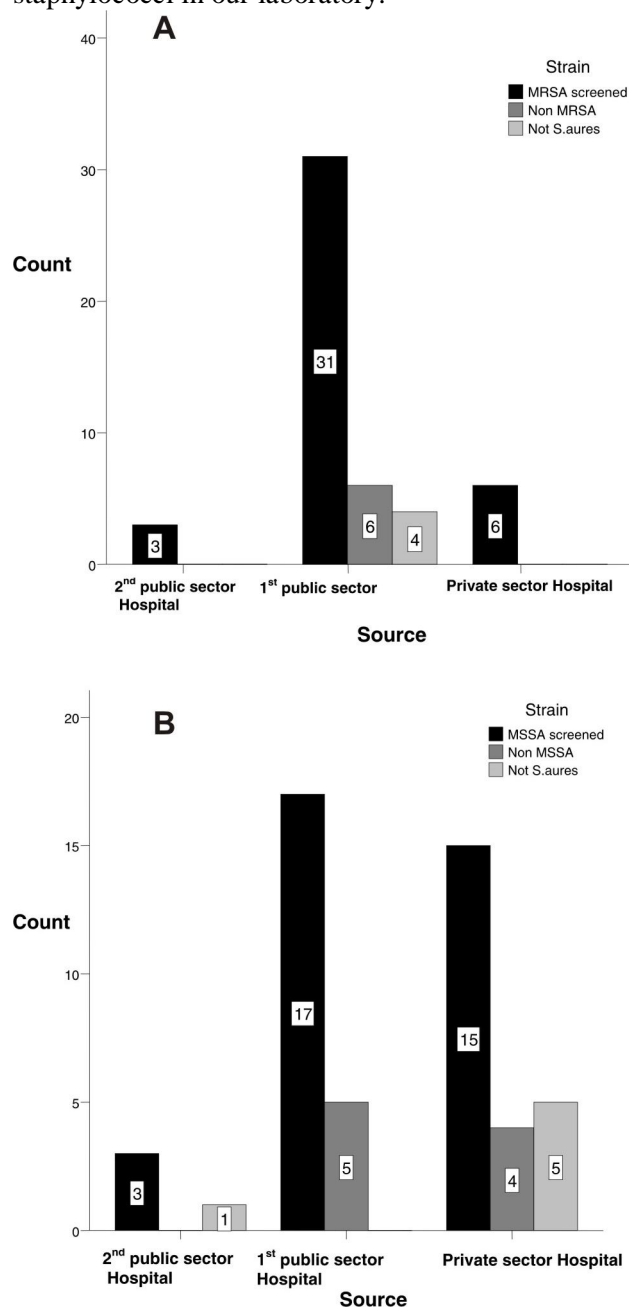 staphylococci in our laboratory.
A
40
Strain
MRSA screened
Non MRSA
Not S.aures
30
Count
20
31
10
6
4
3
6
0
2nd public sector Hospital
1st public sector
Private sector Hospital
Source
B
20
Strain
MSSA screened
Non MSSA
Not S.aures
15
Count
10
17
15
5
3
1
5
4
5
0
2nd public sector Hospital
1st public sector Hospital
Private sector Hospital
Source